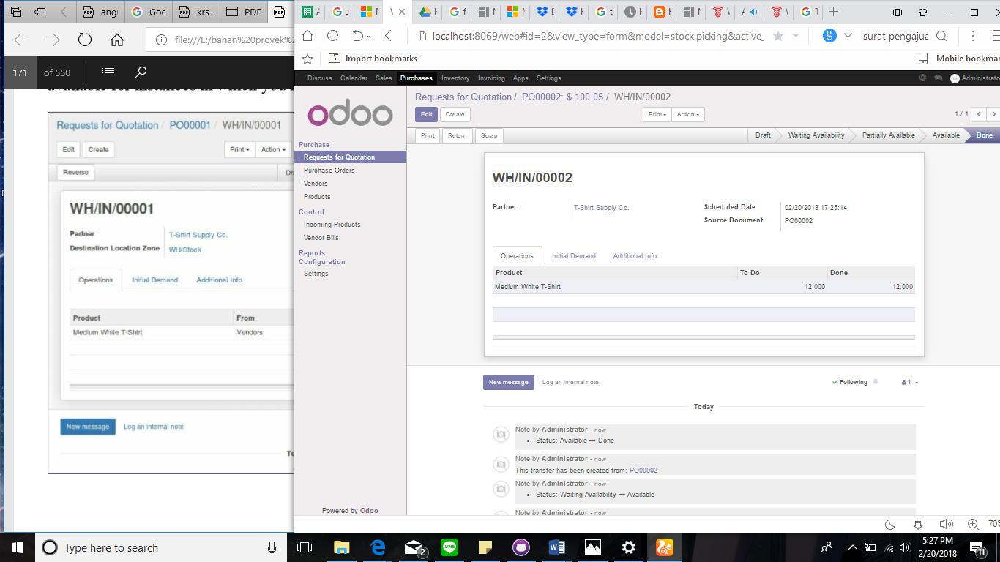 ang
Goc
krs-
PDF
file:///E:/bahan%20proyek%2
171 of 550
available for instances in which you
Requests for Quotation / PO00001 / WH/IN/00001
Edit Create Print Action
Reverse
WH/IN/00001
Partner T-Shirt Supply Co.
Destination Location Zone WH/Stock
Operations Initial Demand Additional Info
Product From
Medium White T-Shirt Vendors
New message Log an internal note
To
localhost:8069/web#id=2&view_type=form&model=stock.picking&active_
surat pengajua
Import bookmarks
Mobile bookmar
Discuss Calendar Sales Purchases Inventory Invoicing Apps Settings
Administrato
odoo
Purchase
Requests for Quotation
Purchase Orders
Vendors
Products
Control
Incoming Products
Vendor Bills
Reports
Configuration
Settings
Powered by Odoo
Requests for Quotation / PO00002: $ 100.05 / WH/IN/00002
Edit Create Print Action 1 / 1
Print Return Scrap
Draft Waiting Availability Partially Available Available Done
WH/IN/00002
Partner T-Shirt Supply Co.
Scheduled Date 02/20/2018 17:25:14
Source Document PO00002
Operations Initial Demand Additional Info
Product To Do Done
Medium White T-Shirt 12.000 12.000
New message Log an internal note
Following 1
Today
Note by Administrator - now
• Status: Available → Done
Note by Administrator - now
This transfer has been created from: PO00002
Note by Administrator - now
• Status: Waiting Availability → Available
Note by Administrator - now
70%
Type here to search
2
5:27 PM
2/20/2018
11